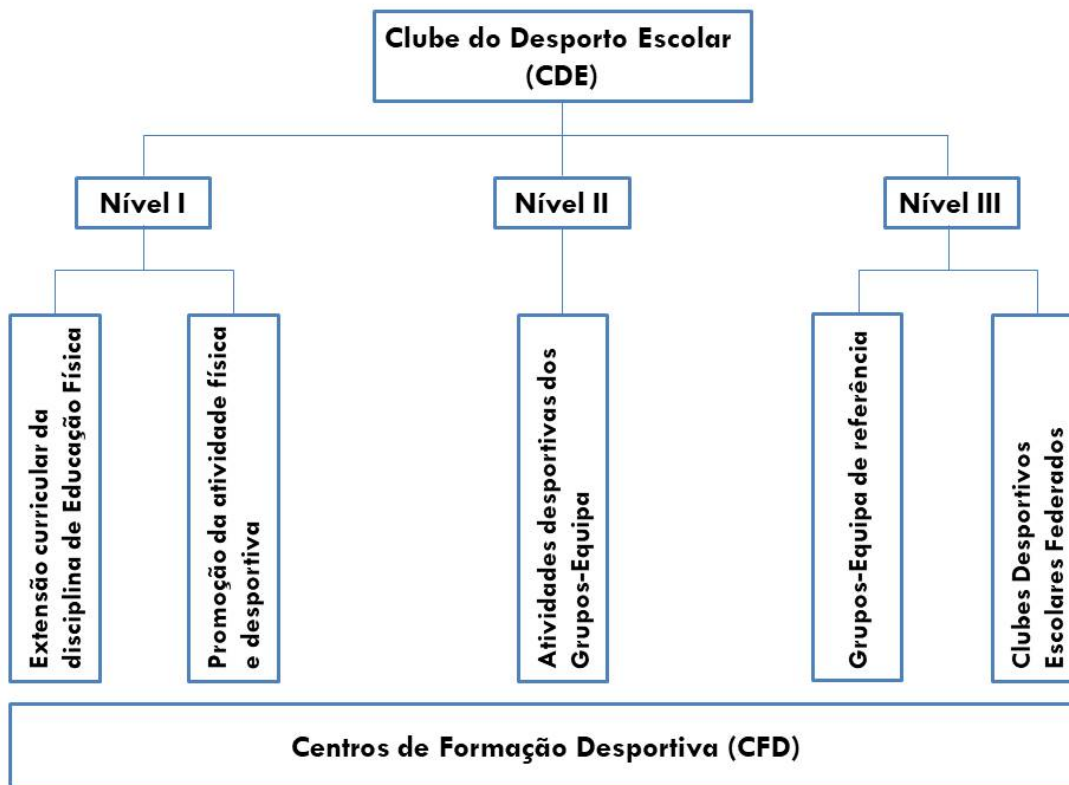 Clube do Desporto Escolar
(CDE)
Nível I
Nível II
Nível III
Extensão curricular da
disciplina de Educação Física
Promoção da atividade física
e desportiva
Atividades desportivas dos
Grupos-Equipa
Grupos-Equipa de referência
Clubes Desportivos
Escolares Federados
Centros de Formação Desportiva (CFD)